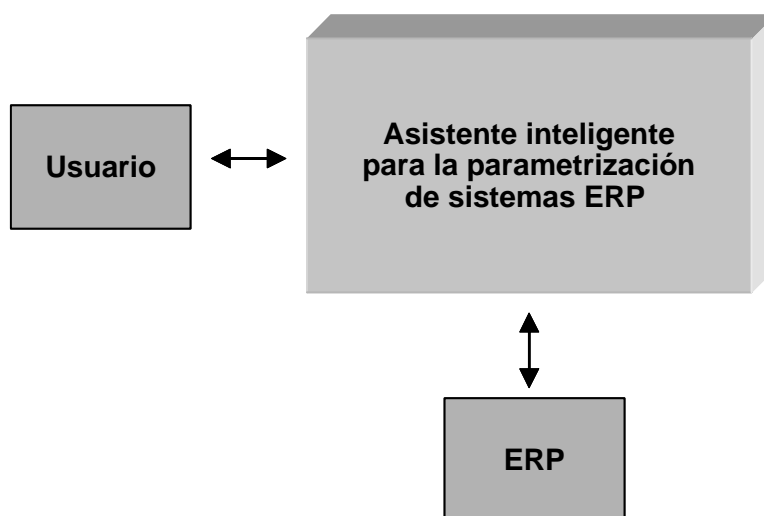 Usuario
Asistente inteligente
para la parametrización
de sistemas ERP
ERP